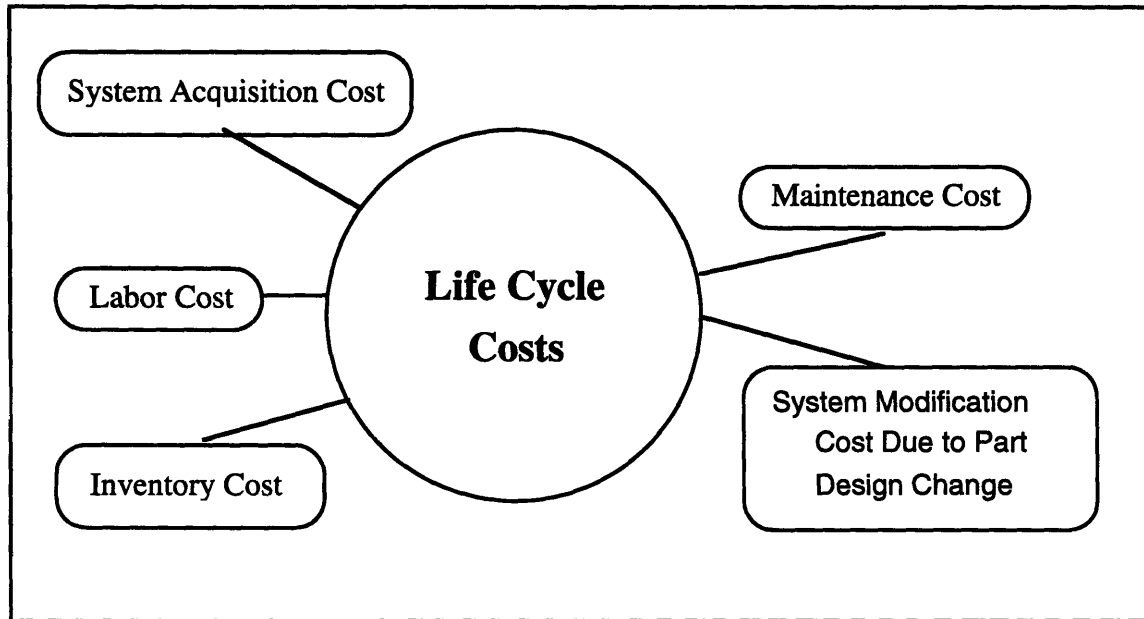 System Acquisition Cost
Labor Cost
Inventory Cost
Life Cycle
Costs
Maintenance Cost
System Modification
Cost Due to Part
Design Change